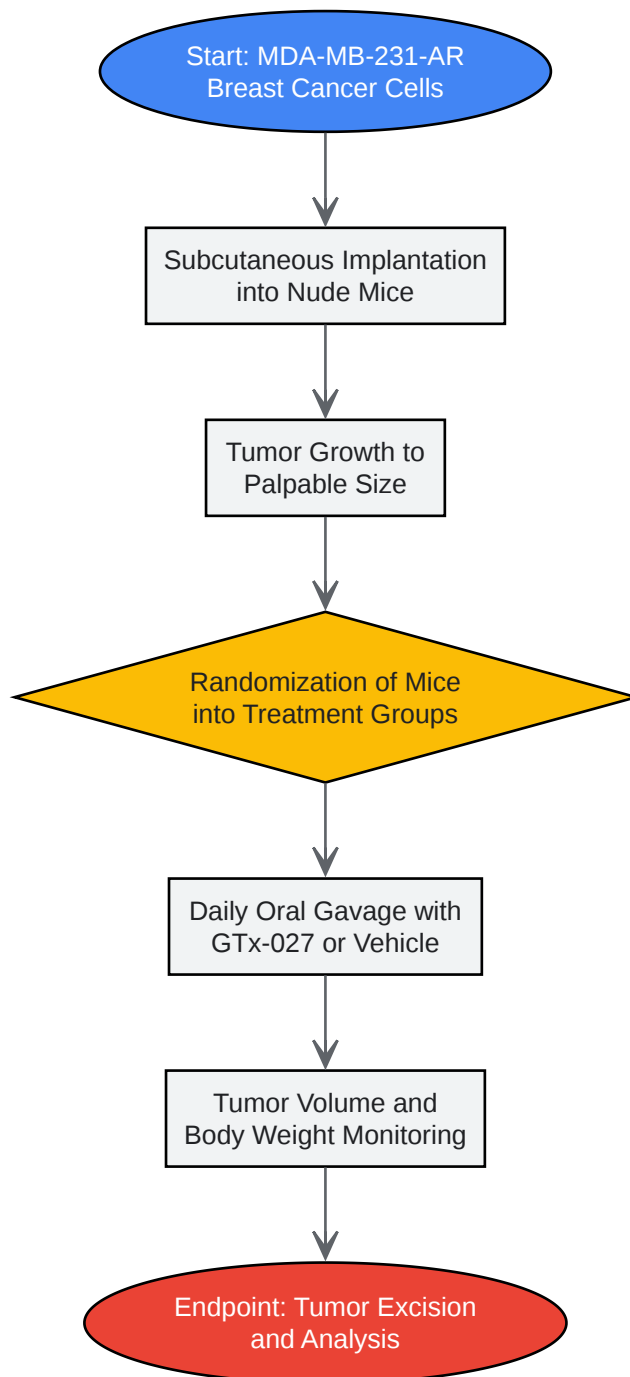 Start: MDA-MB-231-AR
Breast Cancer Cells
Subcutaneous Implantation
into Nude Mice
Tumor Growth to
Palpable Size
Randomization of Mice
into Treatment Groups
Daily Oral Gavage with
GTx-027 or Vehicle
Tumor Volume and
Body Weight Monitoring
Endpoint: Tumor Excision
and Analysis